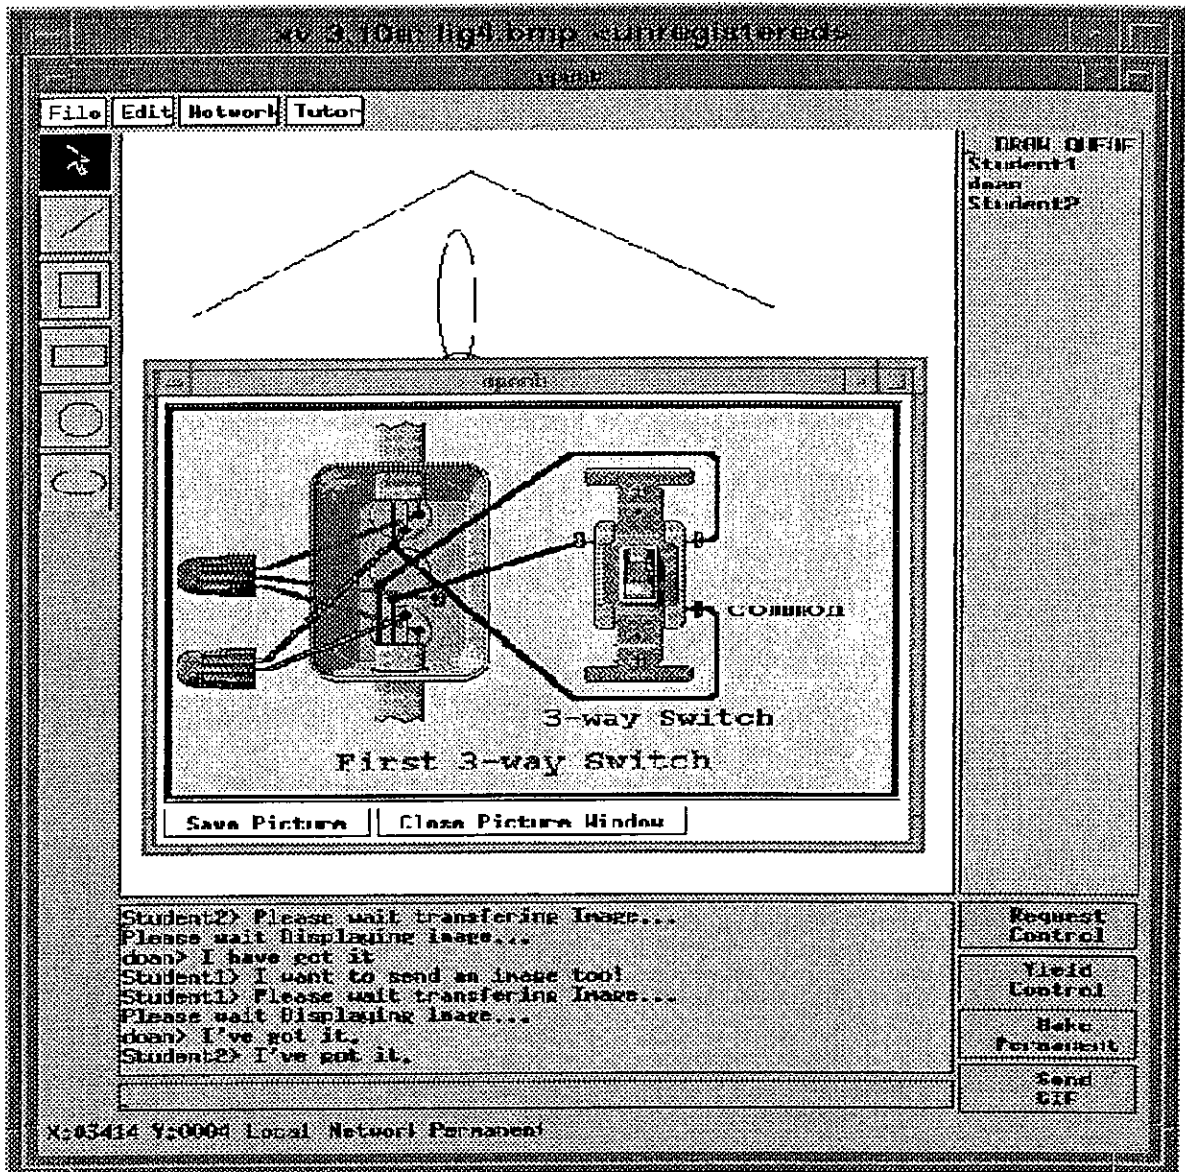 xv 3.10a: fig4.bmp <unregistered>
File Edit Network Tutor
DRAW QUEUE
Student1
doan
Student2
Common
3-way Switch
First 3-way Switch
Save Picture Close Picture Window
Student2> Please wait transfering Image...
Please wait Displaying image...
doan> I have got it
Student1> I want to send an image too!
Student1> Please wait transfering Image...
Please wait Displaying image...
doan> I've got it.
Student2> I've got it.
Request
Control
Yield
Control
Make
Permanent
Send
GIF
X:03414 Y:0004 Local Network Permanent